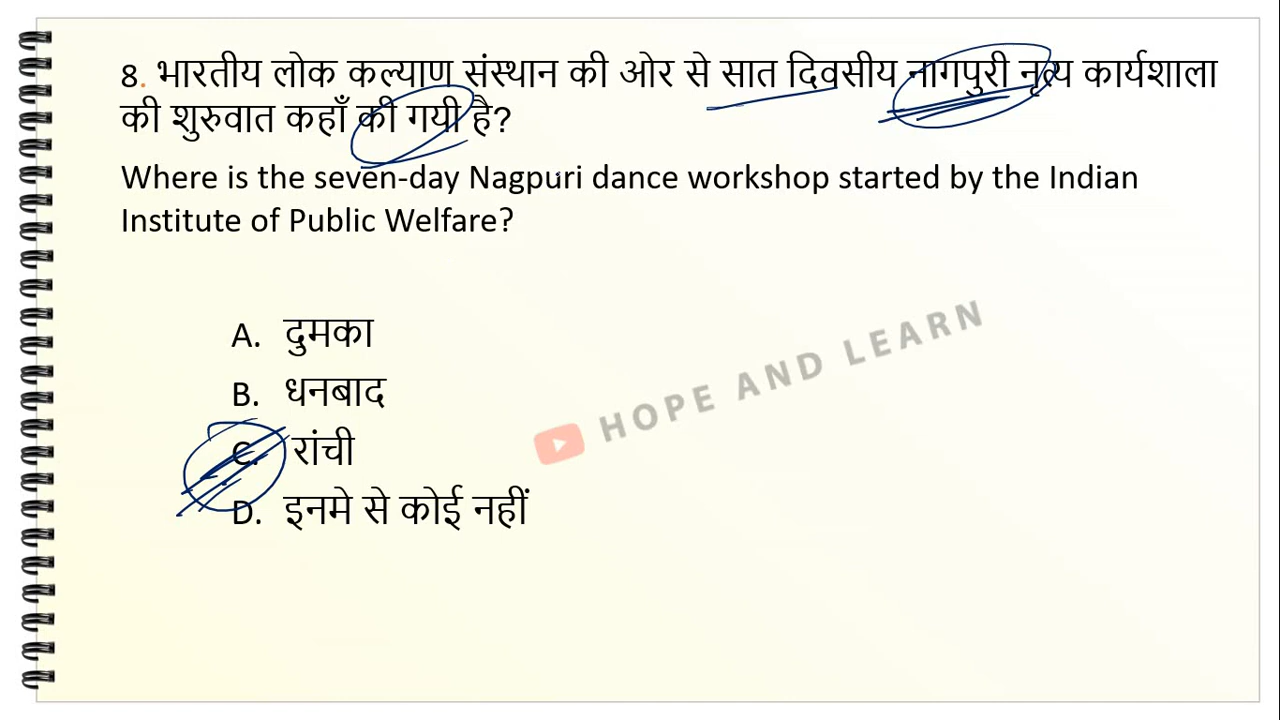 8. भारतीय लोक कल्याण संस्थान की ओर से सात दिवसीय नागपुरी नृत्य कार्यशाला
की शुरुवात कहाँ की गयी है?
Where is the seven-day Nagpuri dance workshop started by the Indian
Institute of Public Welfare?
A. दुमका
B. धनबाद
C. रांची
D. इनमे से कोई नहीं
HOPE AND LEARN